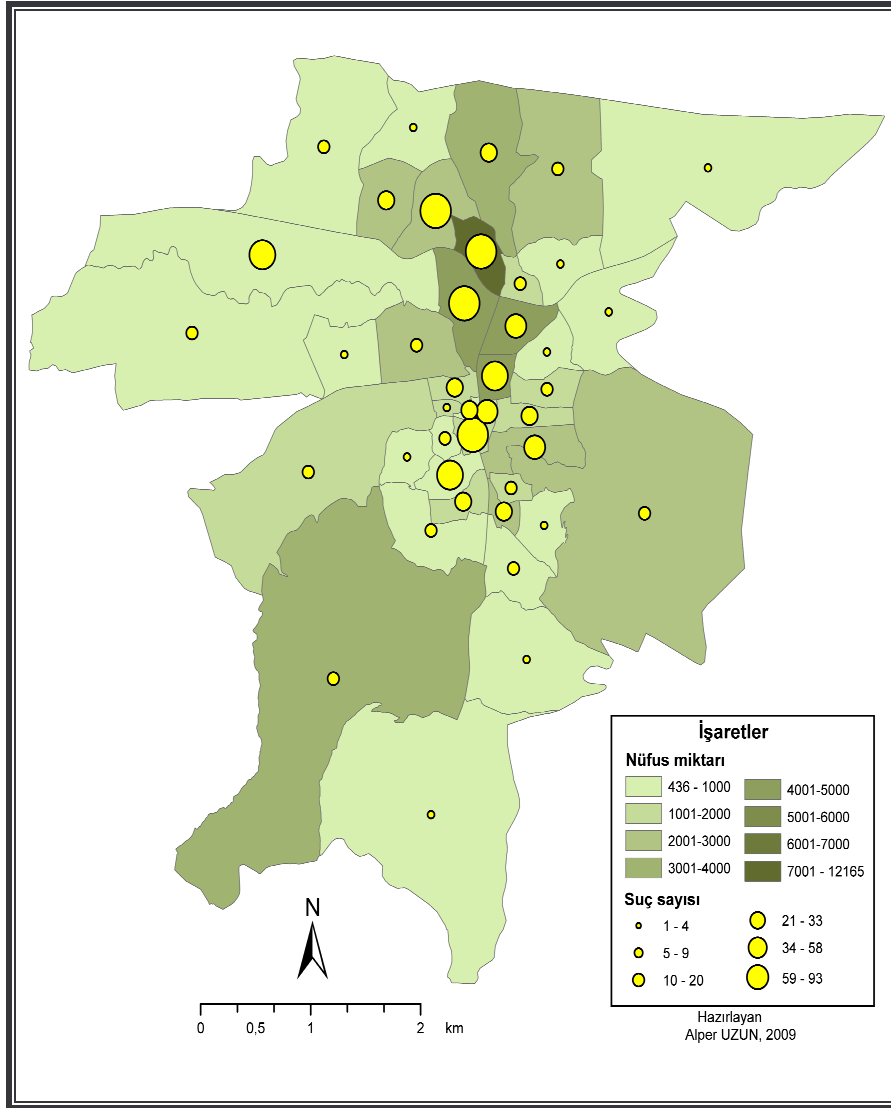 İşaretler
Nüfus miktarı
436 - 1000
1001-2000
2001-3000
3001-4000
4001-5000
5001-6000
6001-7000
7001 - 12165
Suç sayısı
1 - 4
5 - 9
10 - 20
21 - 33
34 - 58
59 - 93
N
0 0,5 1 2 km
Hazırlayan
Alper UZUN, 2009